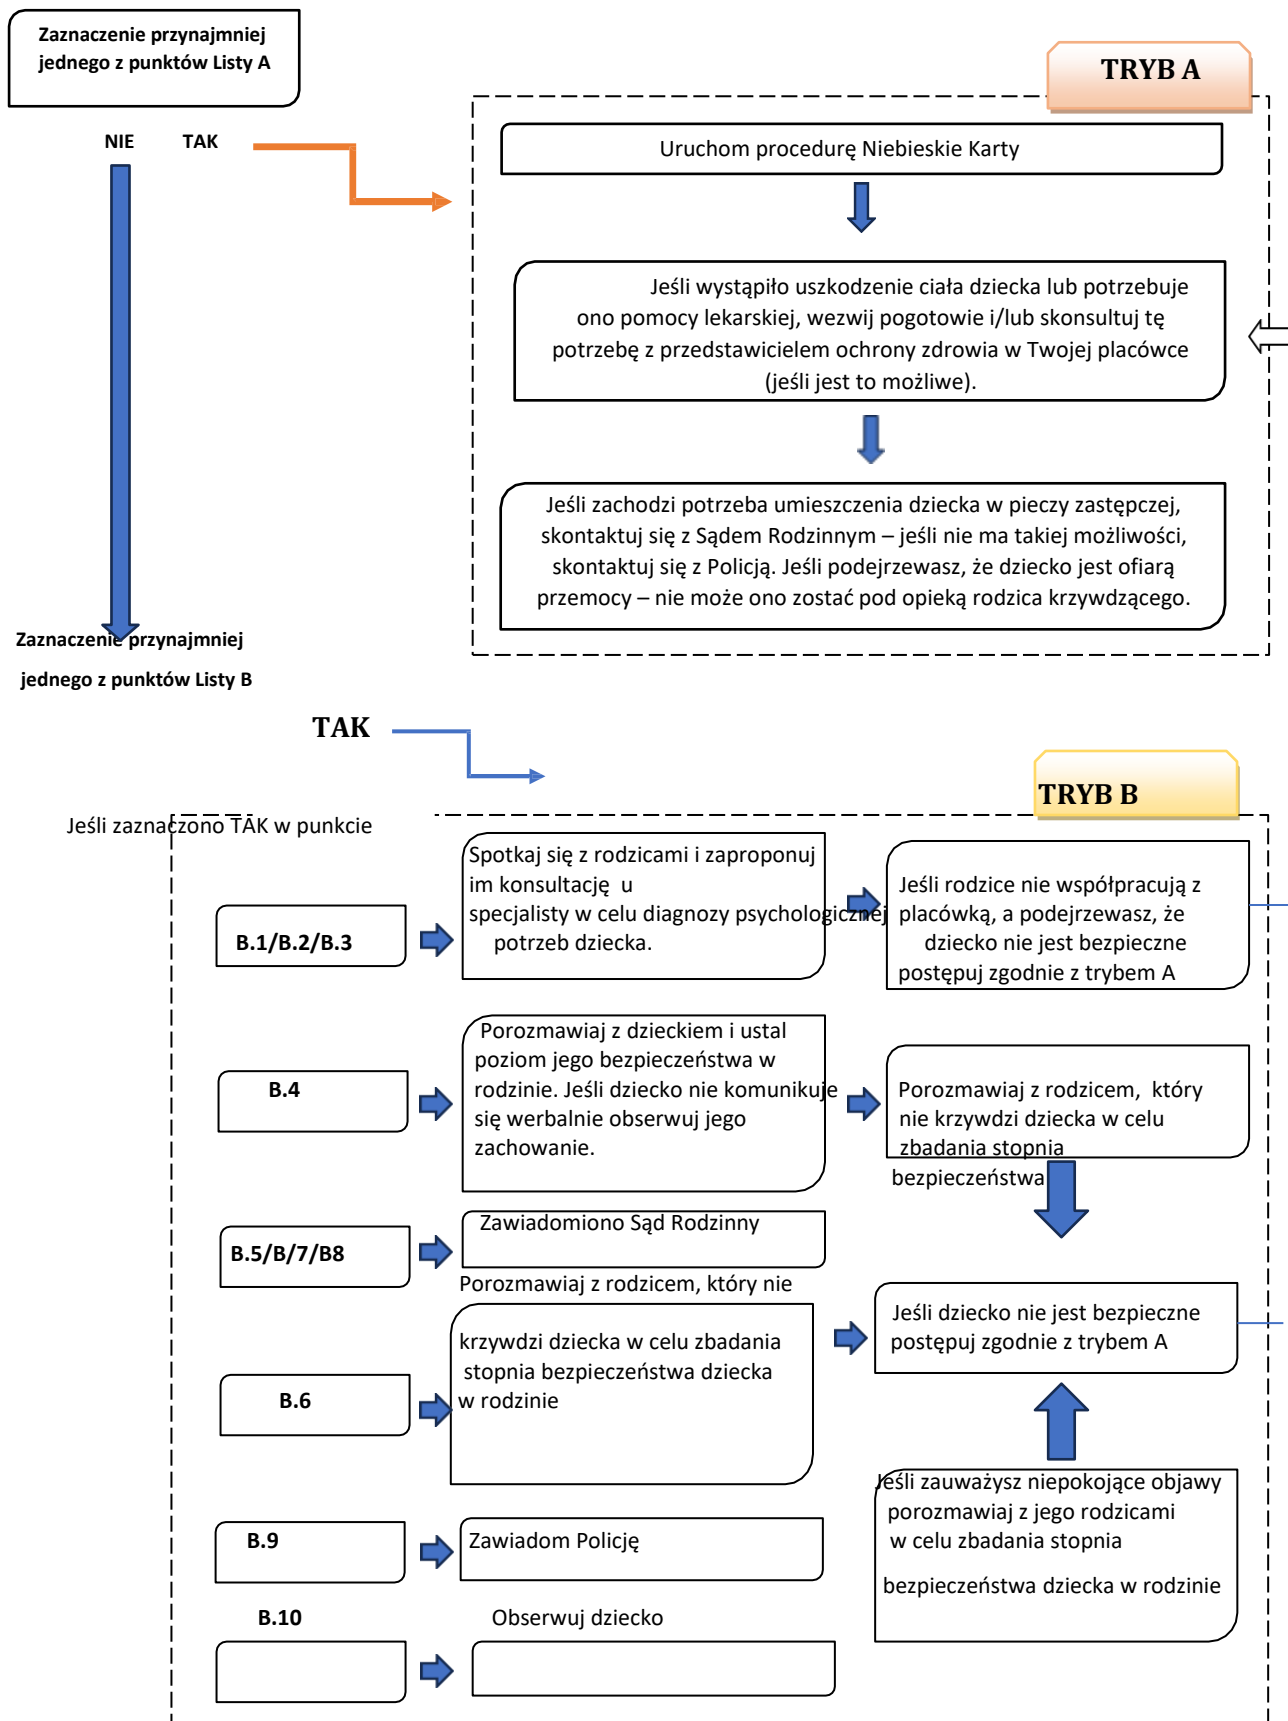 Zaznaczenie przynajmniej
jednego z punktów Listy A
NIE
TAK
TRYB A
Uruchom procedurę Niebieskie Karty
Jeśli wystąpiło uszkodzenie ciała dziecka lub potrzebuje
ono pomocy lekarskiej, wezwij pogotowie i/lub skonsultuj tę
potrzebę z przedstawicielem ochrony zdrowia w Twojej placówce
(jeśli jest to możliwe).
Jeśli zachodzi potrzeba umieszczenia dziecka w pieczy zastępczej,
skontaktuj się z Sądem Rodzinnym – jeśli nie ma takiej możliwości,
skontaktuj się z Policją. Jeśli podejrzewasz, że dziecko jest ofiarą
przemocy – nie może ono zostać pod opieką rodzica krzywdzącego.
Zaznaczenie przynajmniej
jednego z punktów Listy B
TAK
TRYB B
Jeśli zaznaczono TAK w punkcie
B.1/B.2/B.3
Spotkaj się z rodzicami i zaproponuj
im konsultację u
specjalisty w celu diagnozy psychologicznej
potrzeb dziecka.
Jeśli rodzice nie współpracują z
placówką, a podejrzewasz, że
dziecko nie jest bezpieczne
postępuj zgodnie z trybem A
B.4
Porozmawiaj z dzieckiem i ustal
poziom jego bezpieczeństwa w
rodzinie. Jeśli dziecko nie komunikuje
się werbalnie obserwuj jego
zachowanie.
Porozmawiaj z rodzicem, który
nie krzywdzi dziecka w celu
zbadania stopnia
bezpieczeństwa
B.5/B/7/B8
Zawiadomiono Sąd Rodzinny
B.6
Porozmawiaj z rodzicem, który nie
krzywdzi dziecka w celu zbadania
stopnia bezpieczeństwa dziecka
w rodzinie
Jeśli dziecko nie jest bezpieczne
postępuj zgodnie z trybem A
B.9
Zawiadom Policję
Jeśli zauważysz niepokojące objawy
porozmawiaj z jego rodzicami
w celu zbadania stopnia
bezpieczeństwa dziecka w rodzinie
B.10
Obserwuj dziecko